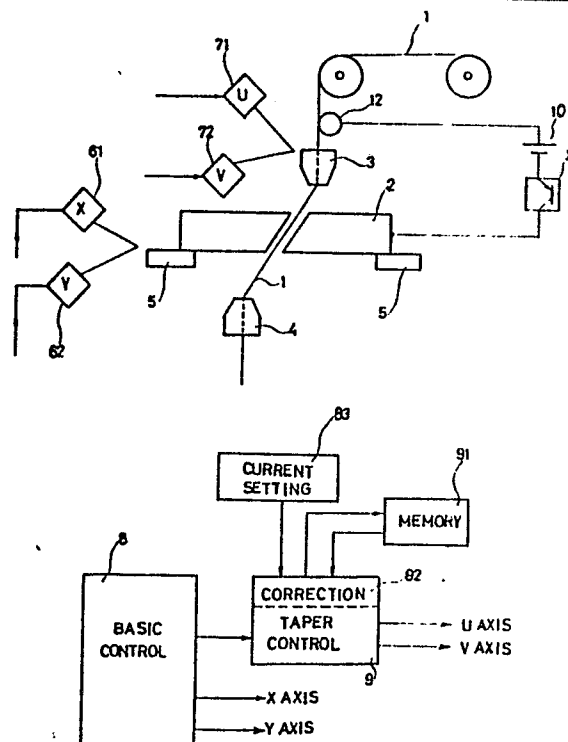 1
71
U
12
10
72
V
3
61
X
2
Y
5
1
5
62
4
83
CURRENT
SETTING
91
MEMORY
8
CORRECTION
82
BASIC
CONTROL
TAPER
CONTROL
U AXIS
V AXIS
9
X AXIS
Y AXIS